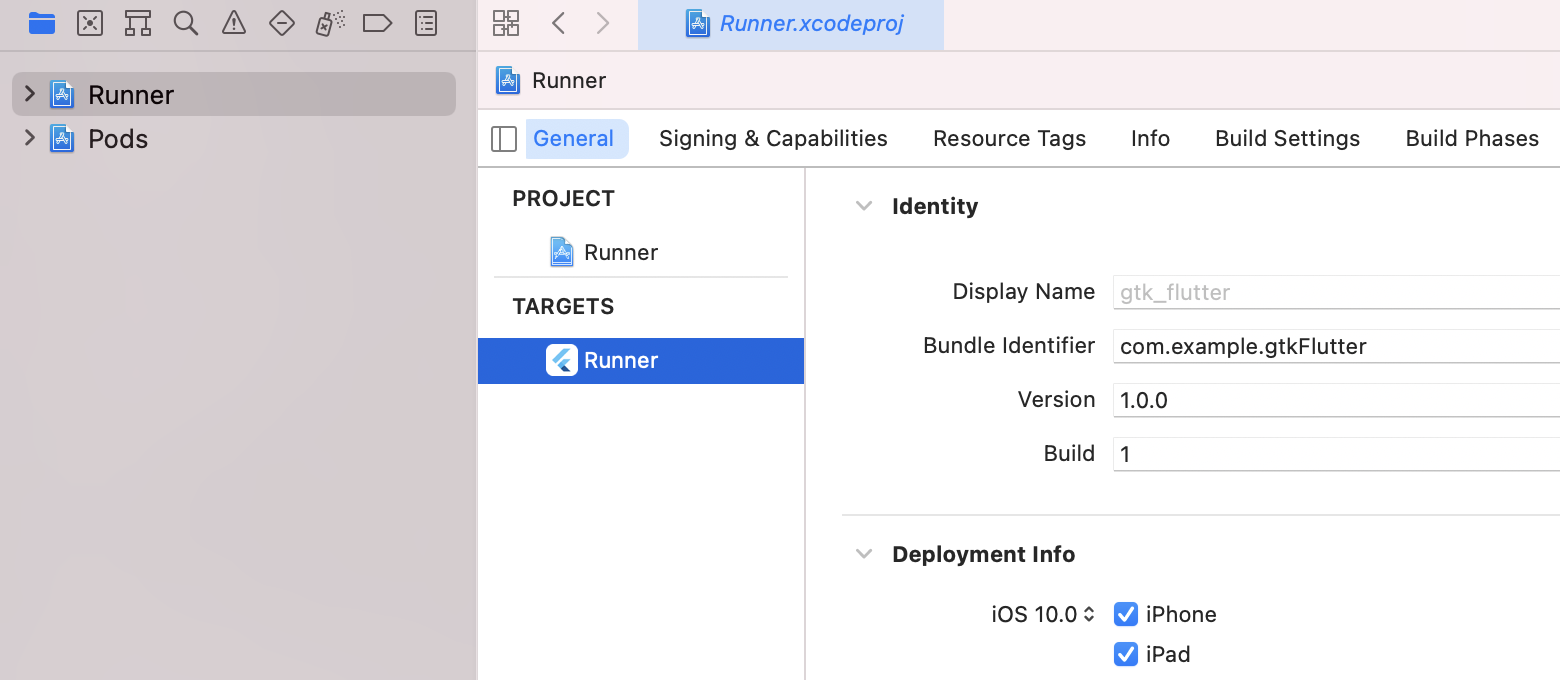 Runner.xcodeproj
Runner
Pods
Runner
General Signing & Capabilities Resource Tags Info Build Settings Build Phases
PROJECT
Runner
TARGETS
Runner
Identity
Display Name gtk_flutter
Bundle Identifier com.example.gtkFlutter
Version 1.0.0
Build 1
Deployment Info
iOS 10.0 iPhone
iPad